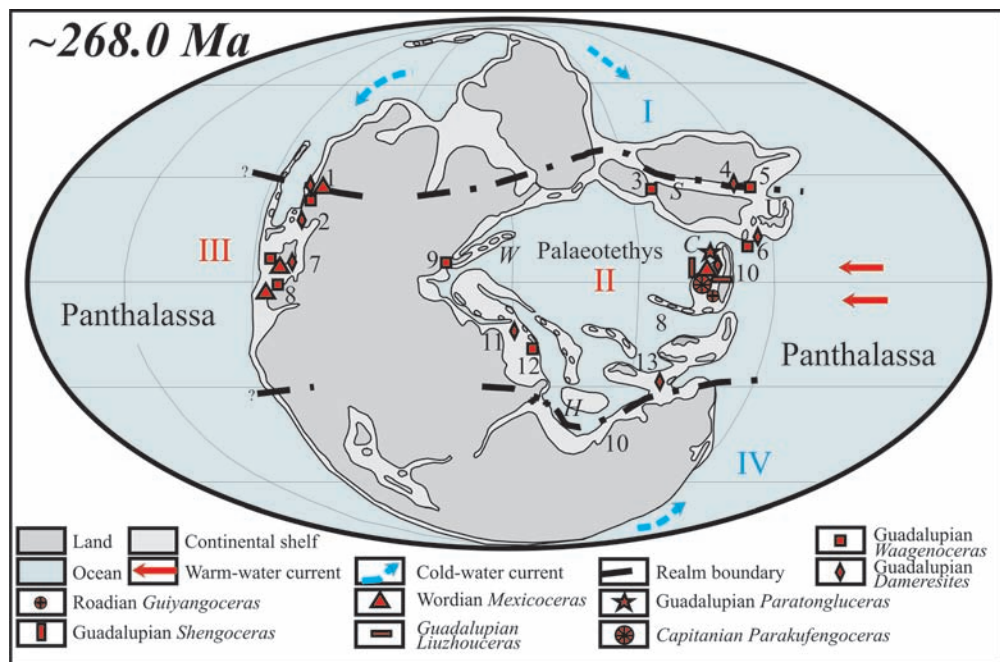 ~268.0 Ma
I
?
1
2
3
S
4
5
6
III
7
8
9
W
Palaeotethys
II
C
10
8
Panthalassa
Panthalassa
11
12
13
?
H
10
IV
Land
Continental shelf
Guadalupian
Waagenoceras
Ocean
Warm-water current
Cold-water current
Realm boundary
Guadalupian
Dameresites
Roadian Guiyangoceras
Wordian Mexicoceras
Guadalupian Paratongluceras
Guadalupian Shengoceras
Guadalupian
Liuzhouceras
Capitanian Parakufengoceras